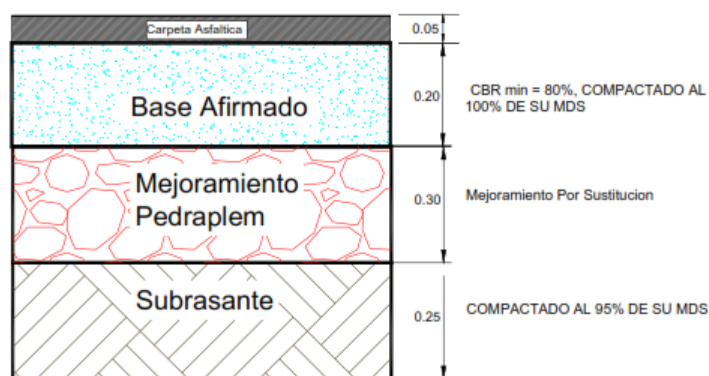 Carpeta Asfaltica
0.05
Base Afirmado
0.20
CBR min = 80%, COMPACTADO AL
100% DE SU MDS
Mejoramiento
Pedraplem
0.30
Mejoramiento Por Sustitucion
Subrasante
0.25
COMPACTADO AL 95% DE SU MDS